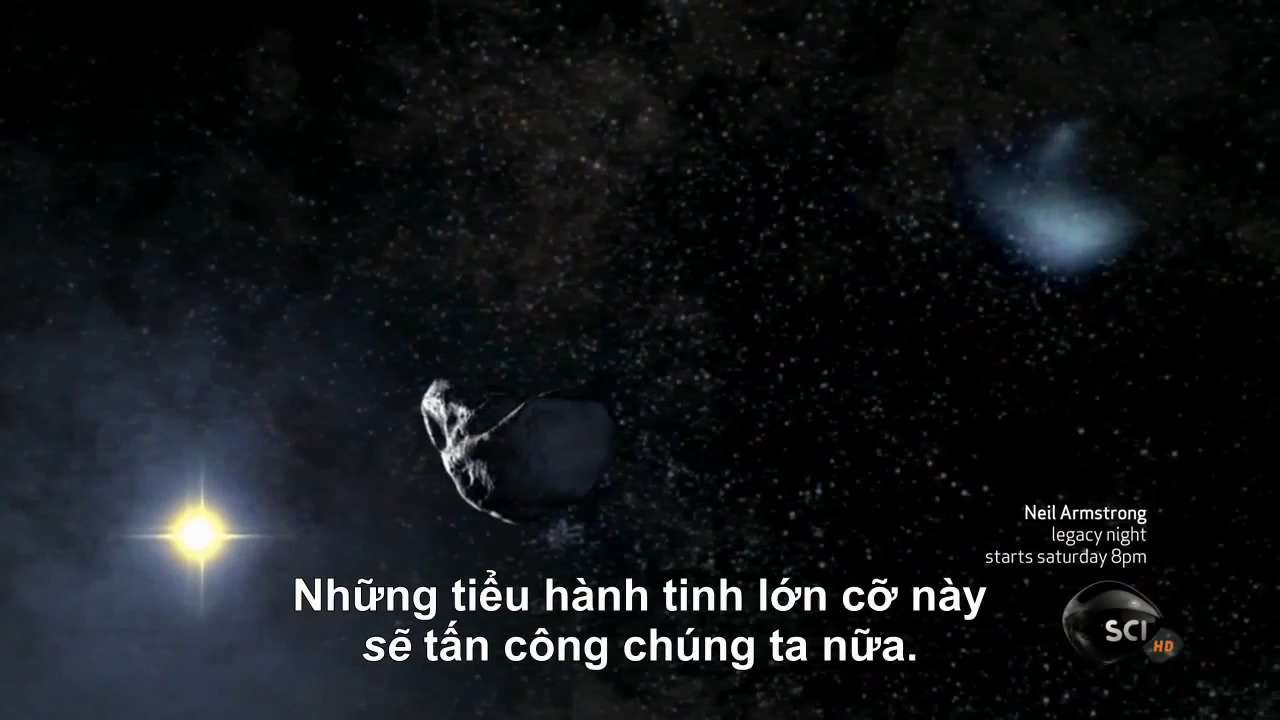 Neil Armstrong
legacy night
starts saturday 8pm
Những tiểu hành tinh lớn cỡ này
sẽ tấn công chúng ta nữa.
SCI
HD